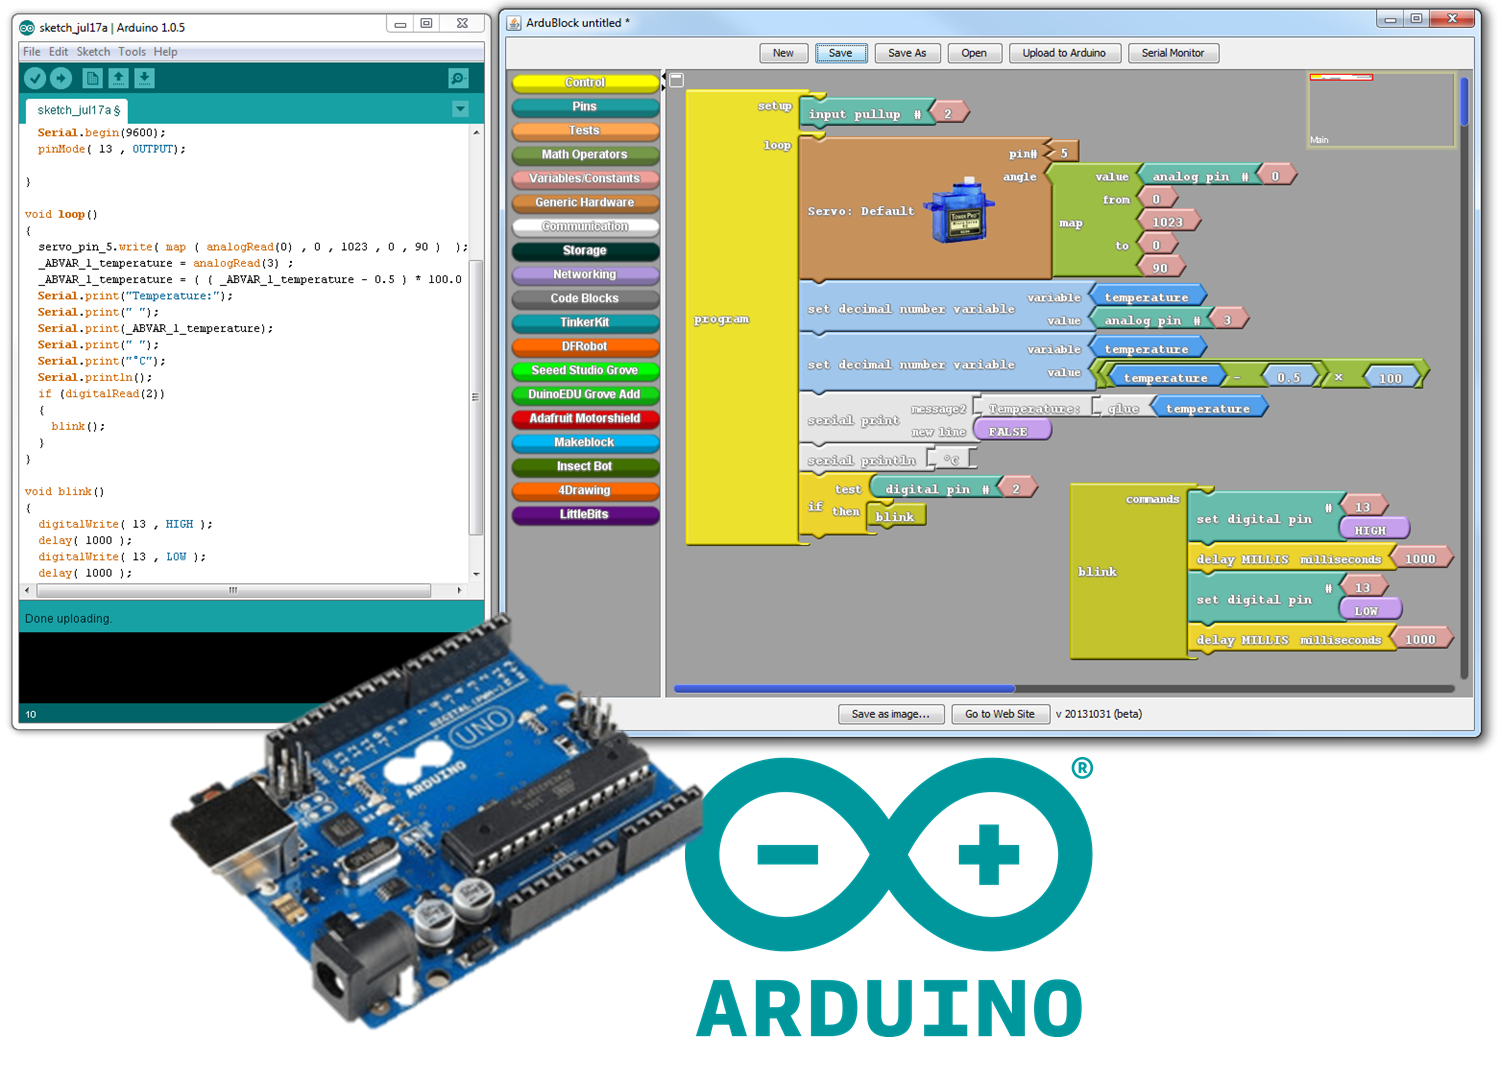 sketch_jul17a | Arduino 1.0.5
File Edit Sketch Tools Help
sketch_jul17a §
Serial.begin(9600);
pinMode( 13 , OUTPUT);
}
void loop()
{
servo_pin_5.write( map ( analogRead(0) , 0 , 1023 , 0 , 90 ) );
_ABVAR_1_temperature = analogRead(3) ;
_ABVAR_1_temperature = ( ( _ABVAR_1_temperature - 0.5 ) * 100.0
Serial.print("Temperature:");
Serial.print(" ");
Serial.print(_ABVAR_1_temperature);
Serial.print(" ");
Serial.print("°C");
Serial.println();
if (digitalRead(2))
{
blink();
}
}
void blink()
{
digitalWrite( 13 , HIGH );
delay( 1000 );
digitalWrite( 13 , LOW );
delay( 1000 );
Done uploading.
10
ArduBlock untitled *
New Save Save As Open Upload to Arduino Serial Monitor
Control
Pins
Tests
Math Operators
Variables/Constants
Generic Hardware
Communication
Storage
Networking
Code Blocks
TinkerKit
DFRobot
Seeed Studio Grove
DuinoEDU Grove Add
Adafruit Motorshield
Makeblock
Insect Bot
4Drawing
LittleBits
Main
program
setup
input pullup # 2
loop
Servo: Default
pin# 5
angle
map
value analog pin # 0
from 0
1023
to 0
90
set decimal number variable
variable temperature
value analog pin # 3
set decimal number variable
variable temperature
value temperature - 0.5 × 100
serial print
message2 Temperature: glue temperature
new line FALSE
serial println °C
if
test digital pin # 2
then blink
blink
commands
set digital pin # 13
HIGH
delay MILLIS milliseconds 1000
set digital pin # 13
LOW
delay MILLIS milliseconds 1000
Save as image... Go to Web Site v 20131031 (beta)
DIGITAL (PWM~)
UNO
ARDUINO
ON
®
ARDUINO